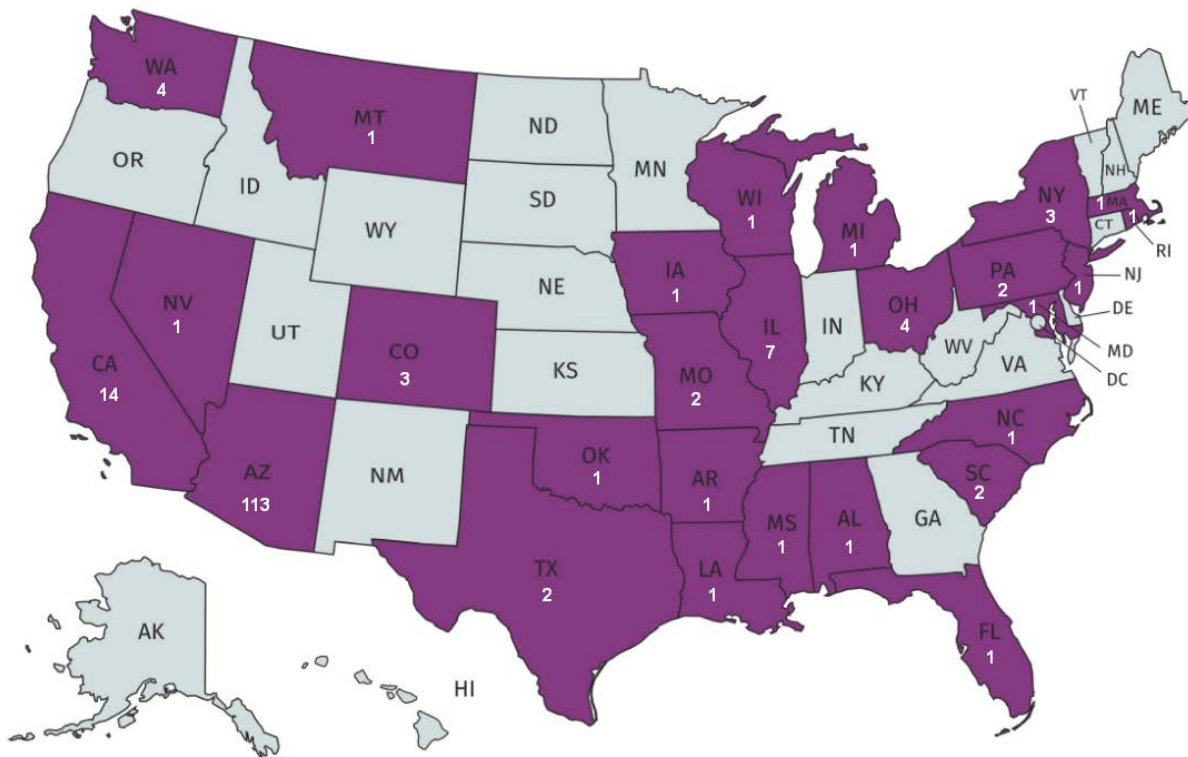 WA
4
MT
1
ND
MN
VT
ME
OR
ID
SD
WI
1
MI
1
NY
3
NH
1
MA
1
CT
RI
WY
IA
1
NE
PA
2
NJ
1
OH
4
IN
IL
7
1
DE
MD
DC
WV
VA
NV
1
UT
CO
3
KS
MO
2
KY
CA
14
AZ
113
NM
OK
1
AR
1
TN
NC
1
SC
2
MS
1
AL
1
GA
TX
2
LA
1
FL
1
AK
HI